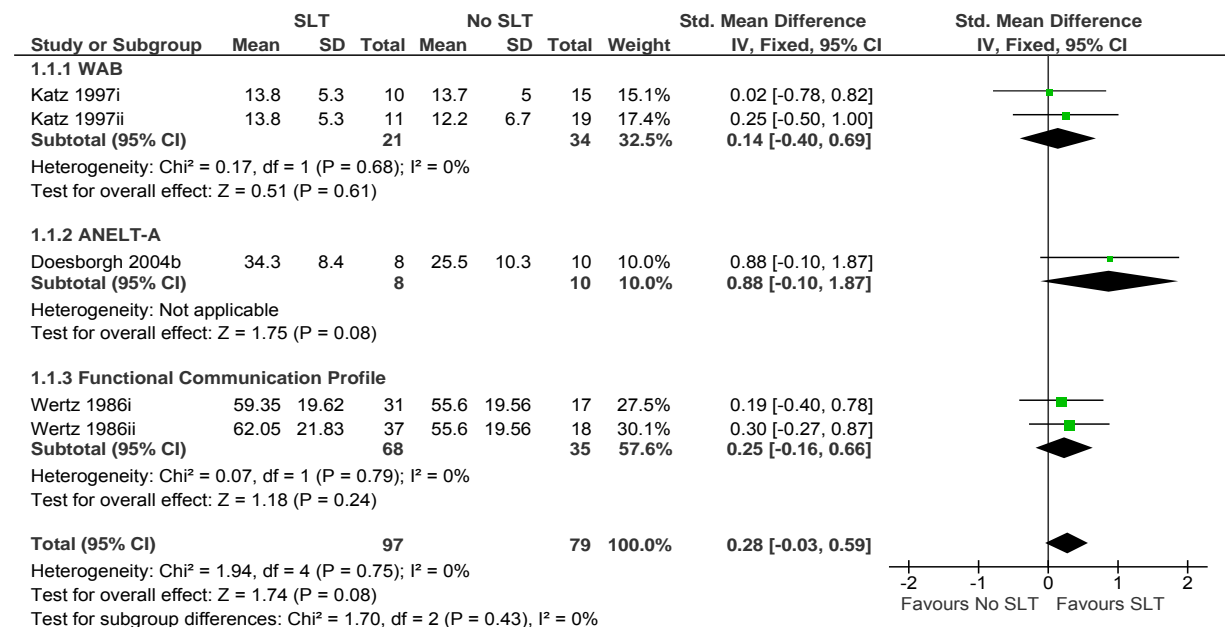 SLT No SLT Std. Mean Difference Std. Mean Difference
Study or Subgroup Mean SD Total Mean SD Total Weight IV, Fixed, 95% CI IV, Fixed, 95% CI
1.1.1 WAB
Katz 1997i 13.8 5.3 10 13.7 5 15 15.1% 0.02 [-0.78, 0.82]
Katz 1997ii 13.8 5.3 11 12.2 6.7 19 17.4% 0.25 [-0.50, 1.00]
Subtotal (95% CI) 21 34 32.5% 0.14 [-0.40, 0.69]
Heterogeneity: Chi² = 0.17, df = 1 (P = 0.68); I² = 0%
Test for overall effect: Z = 0.51 (P = 0.61)
1.1.2 ANELT-A
Doesborgh 2004b 34.3 8.4 8 25.5 10.3 10 10.0% 0.88 [-0.10, 1.87]
Subtotal (95% CI) 8 10 10.0% 0.88 [-0.10, 1.87]
Heterogeneity: Not applicable
Test for overall effect: Z = 1.75 (P = 0.08)
1.1.3 Functional Communication Profile
Wertz 1986i 59.35 19.62 31 55.6 19.56 17 27.5% 0.19 [-0.40, 0.78]
Wertz 1986ii 62.05 21.83 37 55.6 19.56 18 30.1% 0.30 [-0.27, 0.87]
Subtotal (95% CI) 68 35 57.6% 0.25 [-0.16, 0.66]
Heterogeneity: Chi² = 0.07, df = 1 (P = 0.79); I² = 0%
Test for overall effect: Z = 1.18 (P = 0.24)
Total (95% CI) 97 79 100.0% 0.28 [-0.03, 0.59]
Heterogeneity: Chi² = 1.94, df = 4 (P = 0.75); I² = 0%
Test for overall effect: Z = 1.74 (P = 0.08)
Test for subgroup differences: Chi² = 1.70, df = 2 (P = 0.43), I² = 0%
-2 -1 0 1 2
Favours No SLT Favours SLT